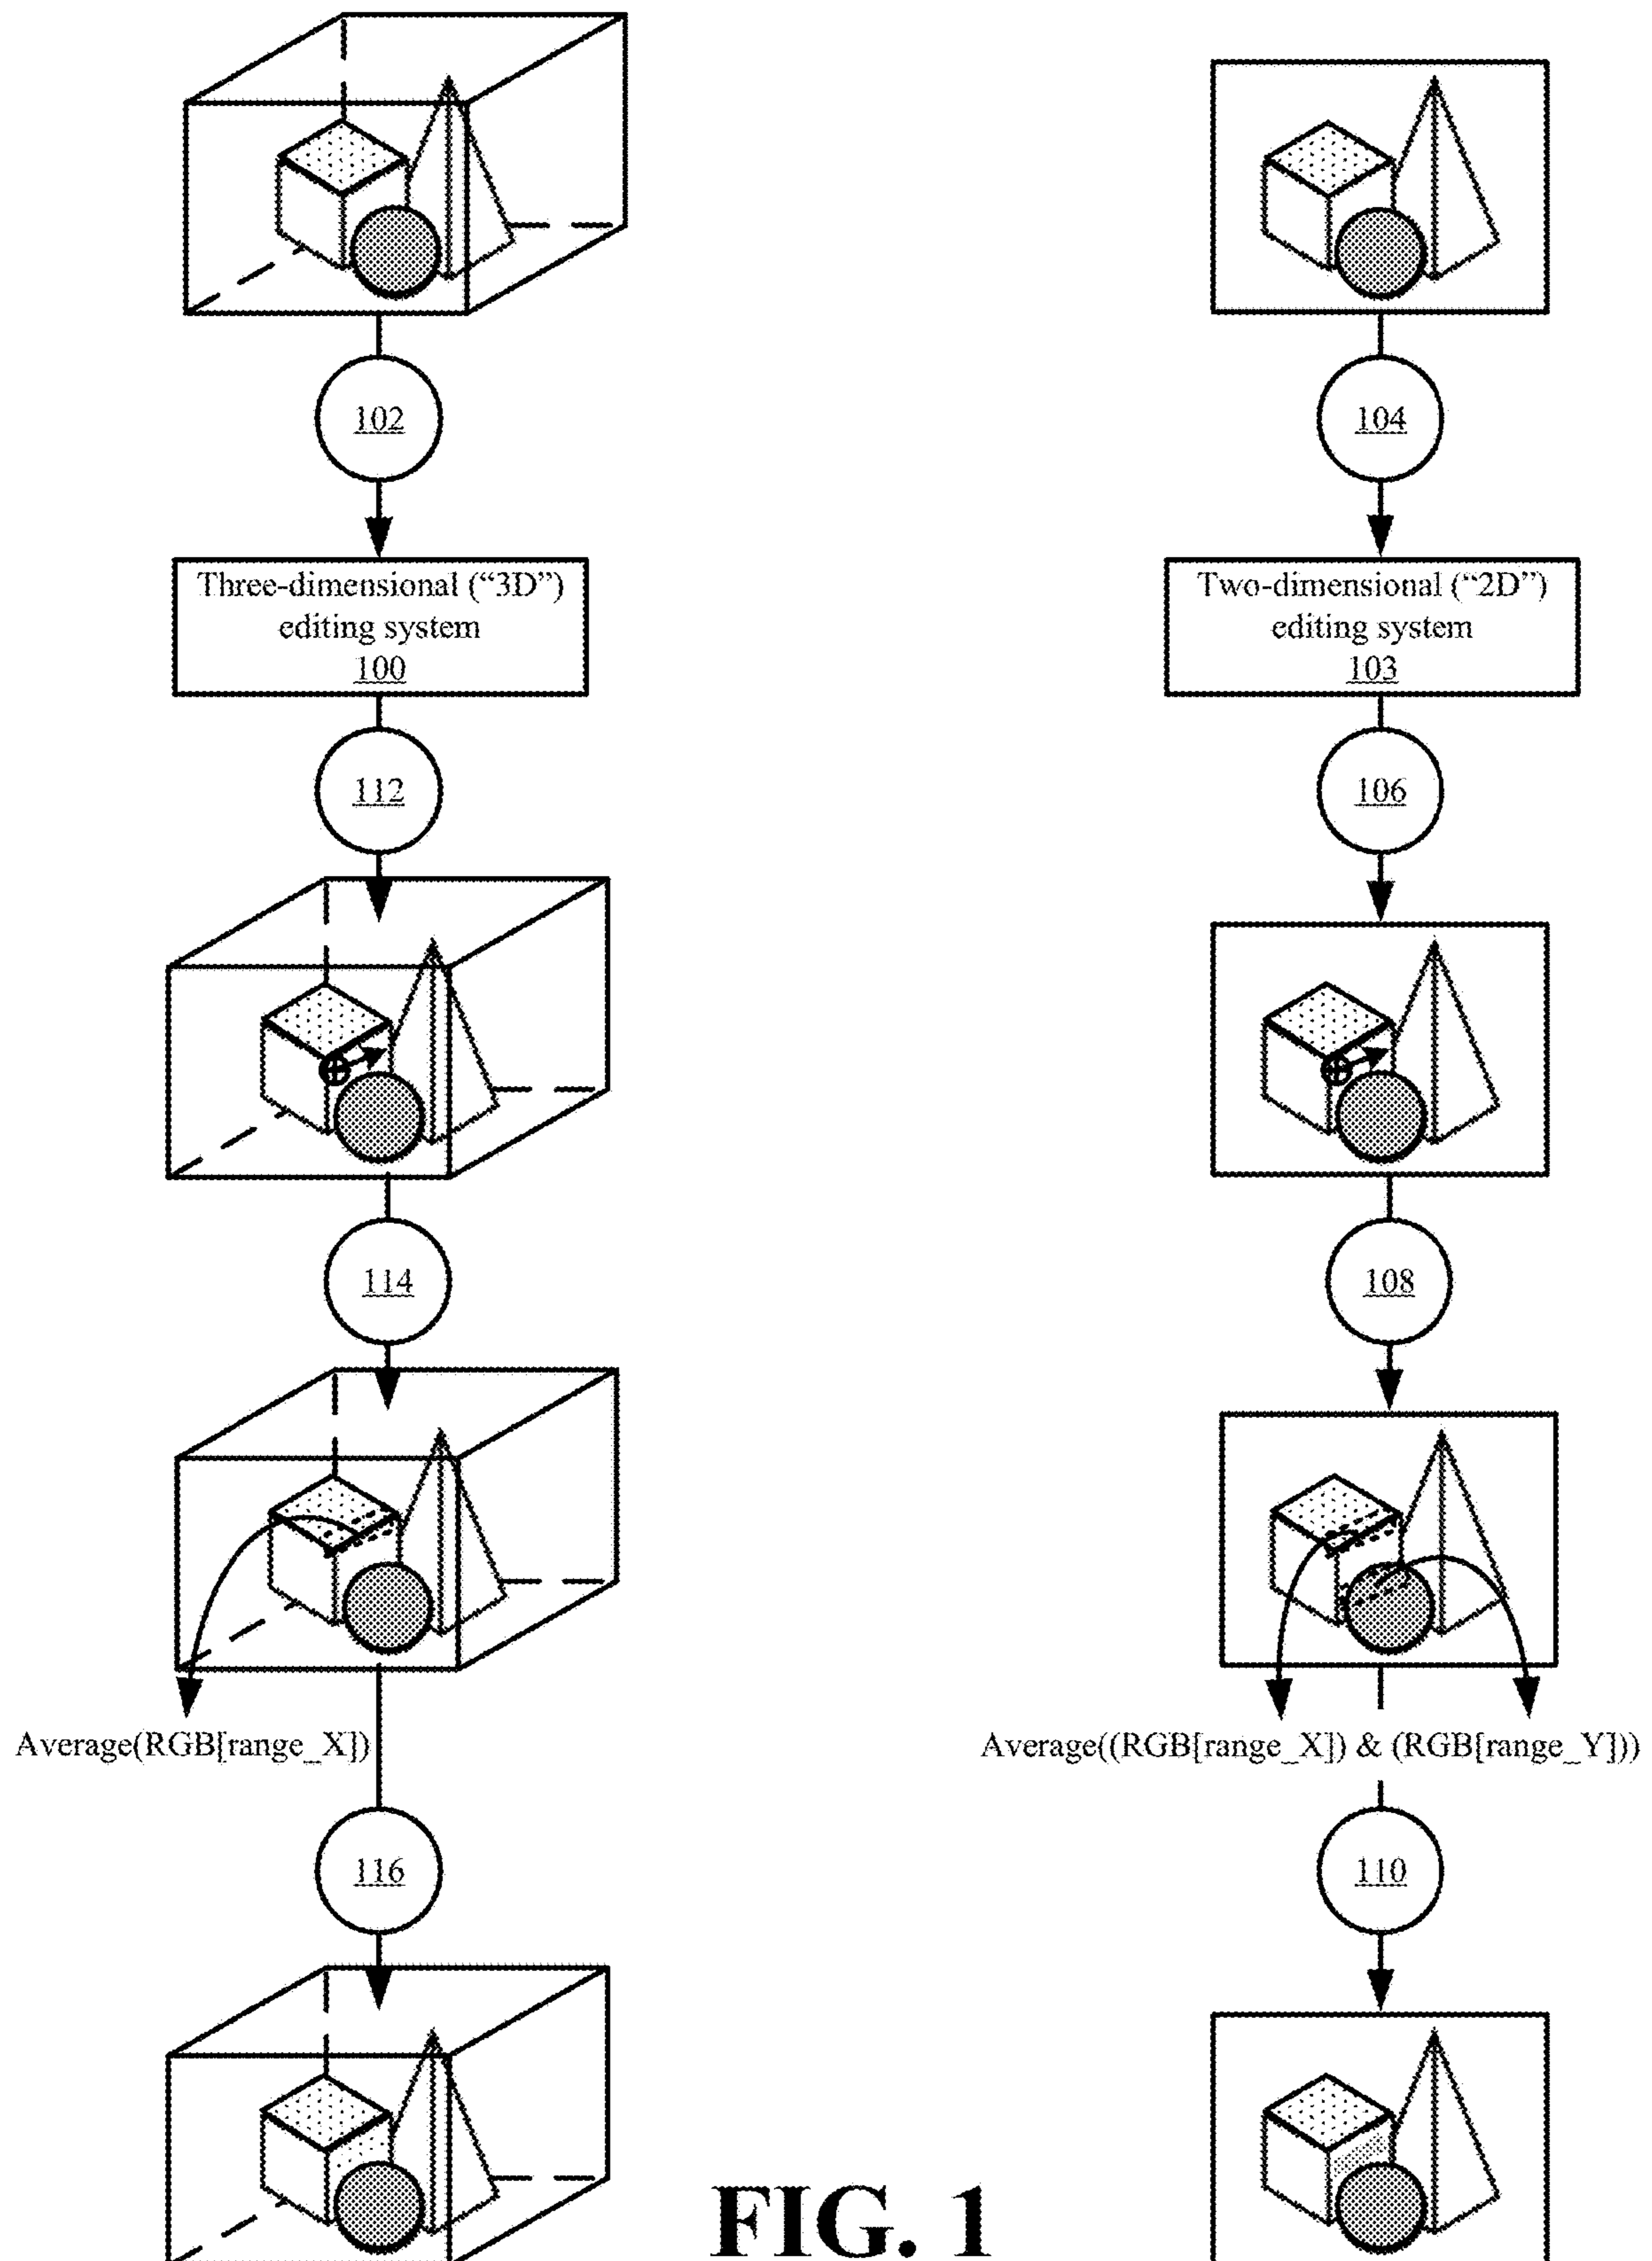 102
104
Three-dimensional (“3D”)
editing system
100
Two-dimensional (“2D”)
editing system
103
112
106
114
108
Average(RGB[range_X])
Average((RGB[range_X]) & (RGB[range_Y]))
116
110
FIG. 1